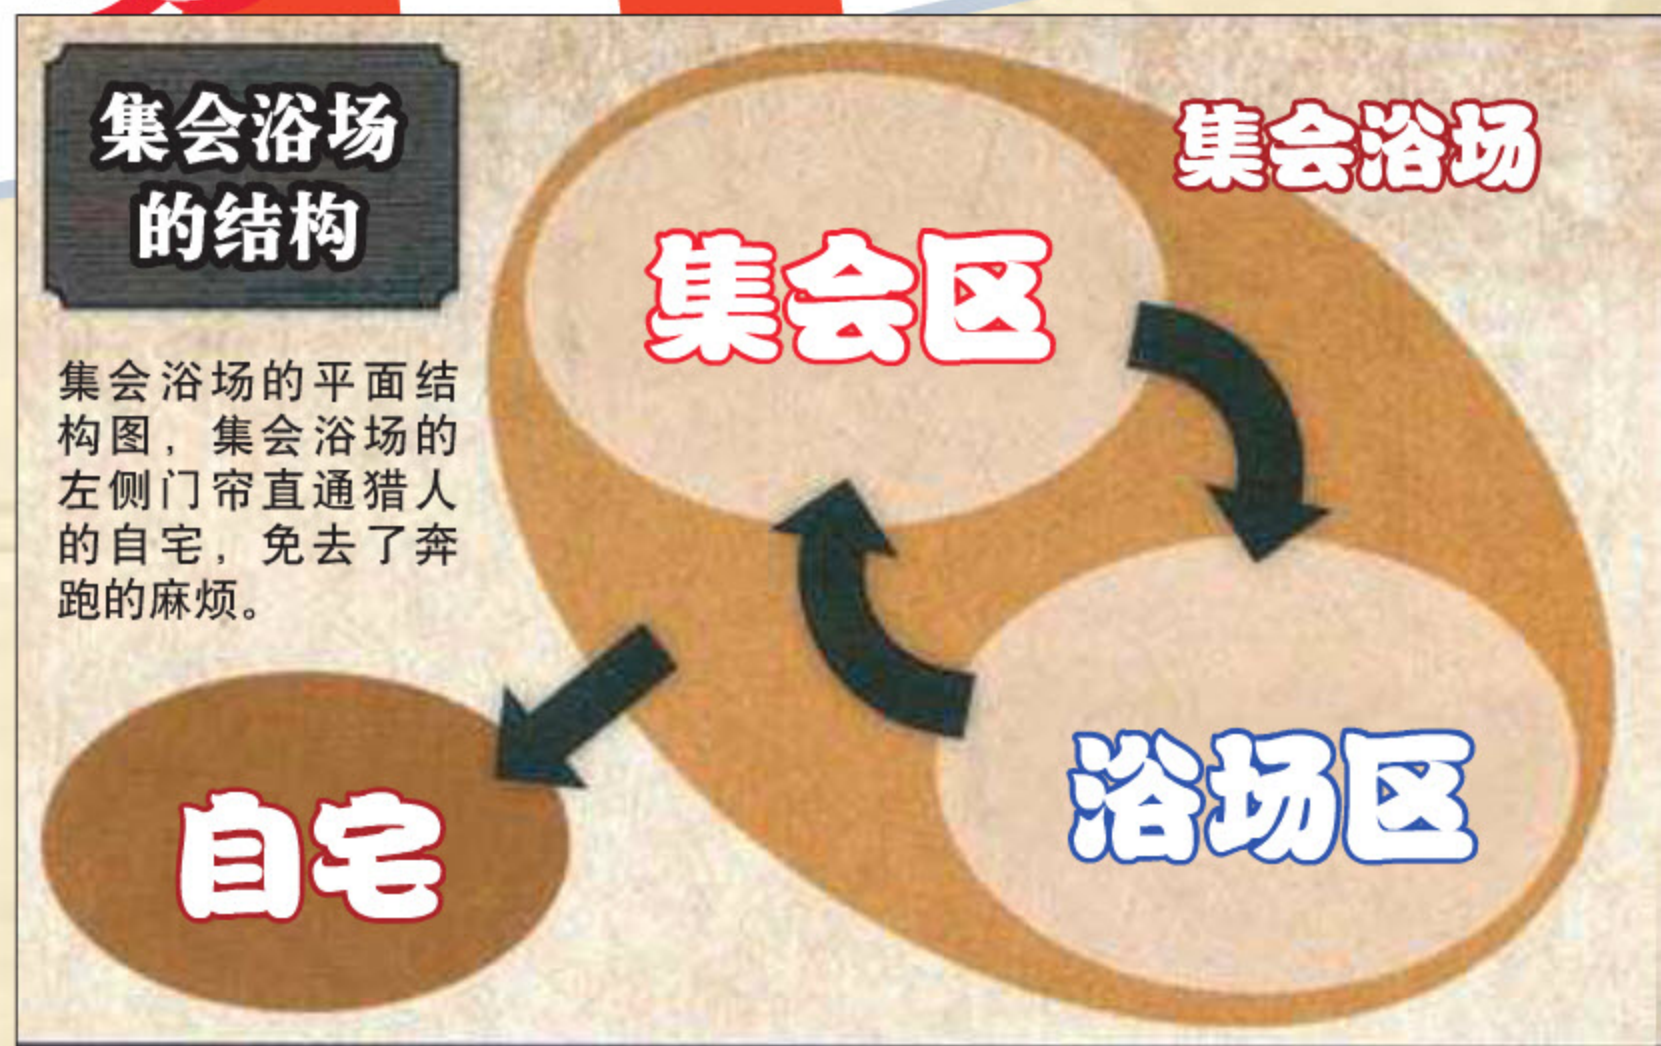 集会浴场
的结构
集会浴场的平面结
构图，集会浴场的
左侧门帘直通猎人
的自宅，免去了奔
跑的麻烦。
集会浴场
集会区
浴场区
自宅